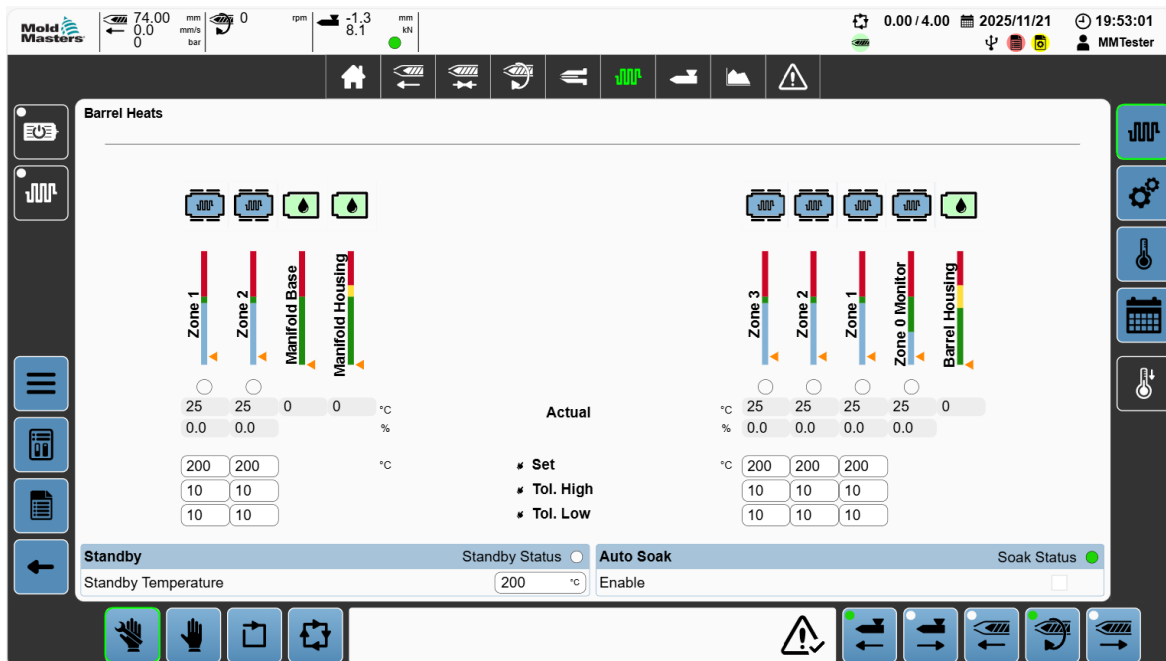 Mold
Masters
74.00 mm 0 rpm -1.3 mm
0.0 mm/s 8.1 kN
0 bar
0.00 / 4.00 2025/11/21 19:53:01
MMTester
Barrel Heats
Zone 1 Zone 2 Manifold Base Manifold Housing Zone 3 Zone 2 Zone 1 Zone 0 Monitor Barrel Housing
25 25 0 0 °C Actual °C 25 25 25 25 0
0.0 0.0 % % 0.0 0.0 0.0 0.0
200 200 °C Set °C 200 200 200
10 10 Tol. High 10 10 10
10 10 Tol. Low 10 10 10
Standby Standby Status Auto Soak Soak Status
Standby Temperature 200 °C Enable